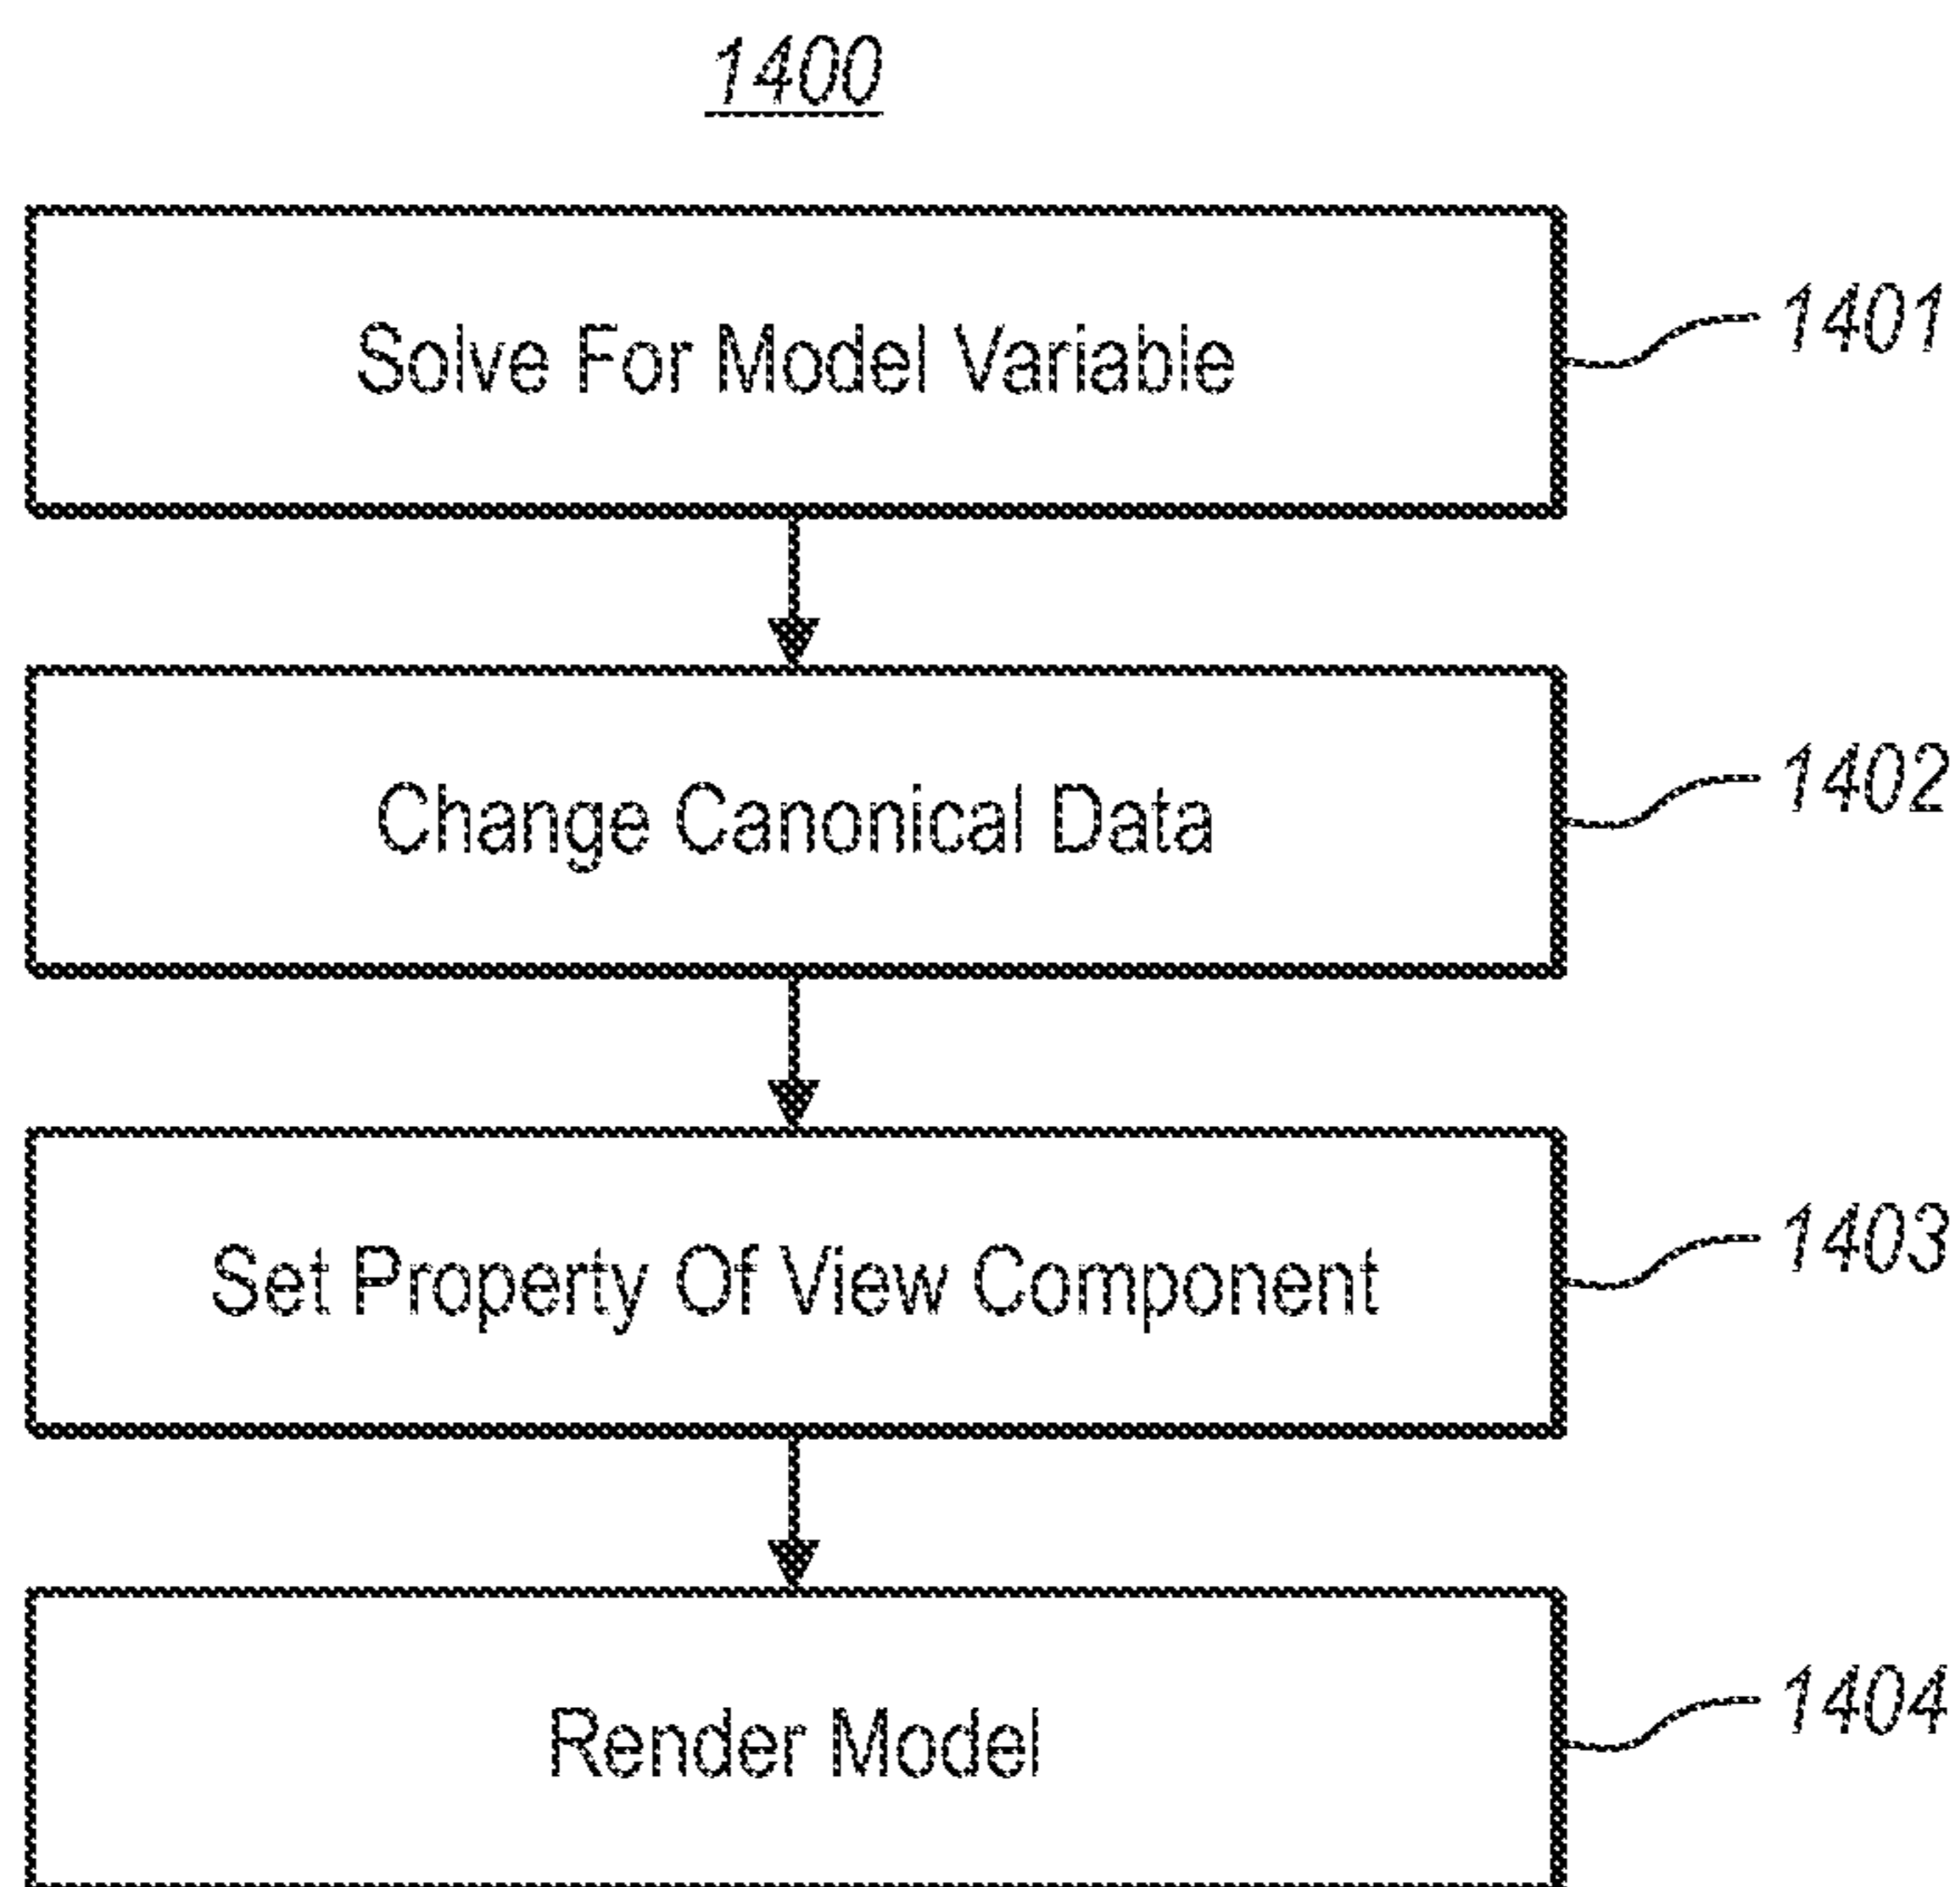 1400
Solve For Model Variable
1401
Change Canonical Data
1402
Set Property Of View Component
1403
Render Model
1404